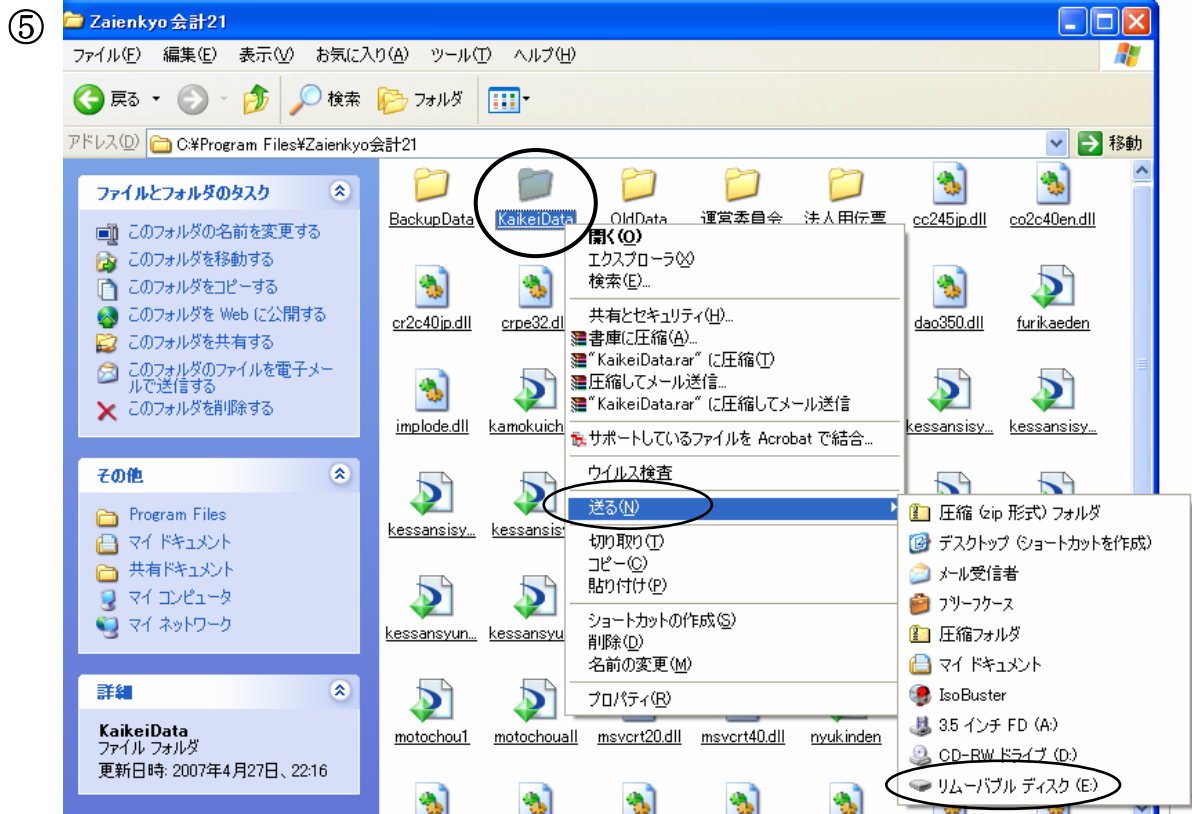 ⑤
Zaienkyo会計21
ファイル(F) 編集(E) 表示(V) お気に入り(A) ツール(T) ヘルプ(H)
戻る 検索 フォルダ
アドレス(D) C:¥Program Files¥Zaienkyo会計21 移動
ファイルとフォルダのタスク
このフォルダの名前を変更する
このフォルダを移動する
このフォルダをコピーする
このフォルダを Web に公開する
このフォルダを共有する
このフォルダのファイルを電子メー
ルで送信する
このフォルダを削除する
その他
Program Files
マイ ドキュメント
共有ドキュメント
マイ コンピュータ
マイ ネットワーク
詳細
KaikeiData
ファイル フォルダ
更新日時: 2007年4月27日、22:16
BackupData KaikeiData OldData 運営委員会 法人用伝票 cc245jp.dll co2c40en.dll
cr2c40jp.dll crpe32.dl dao350.dll furikaeden
implode.dll kamokuich kessansisy... kessansisy...
kessansisy... kessansis
kessansyun... kessansyu
motochou1 motochouall msvcrt20.dll msvcrt40.dll nyukinden
開く(O)
エクスプローラ(X)
検索(E)...
共有とセキュリティ(H)...
書庫に圧縮(A)...
"KaikeiData.rar" に圧縮(T)
圧縮してメール送信...
"KaikeiData.rar" に圧縮してメール送信
サポートしているファイルを Acrobat で結合...
ウイルス検査
送る(N)
切り取り(T)
コピー(C)
貼り付け(P)
ショートカットの作成(S)
削除(D)
名前の変更(M)
プロパティ(R)
圧縮 (zip 形式) フォルダ
デスクトップ (ショートカットを作成)
メール受信者
ブリーフケース
圧縮フォルダ
マイ ドキュメント
IsoBuster
3.5 インチ FD (A:)
CD-RW ドライブ (D:)
リムーバブル ディスク (E:)